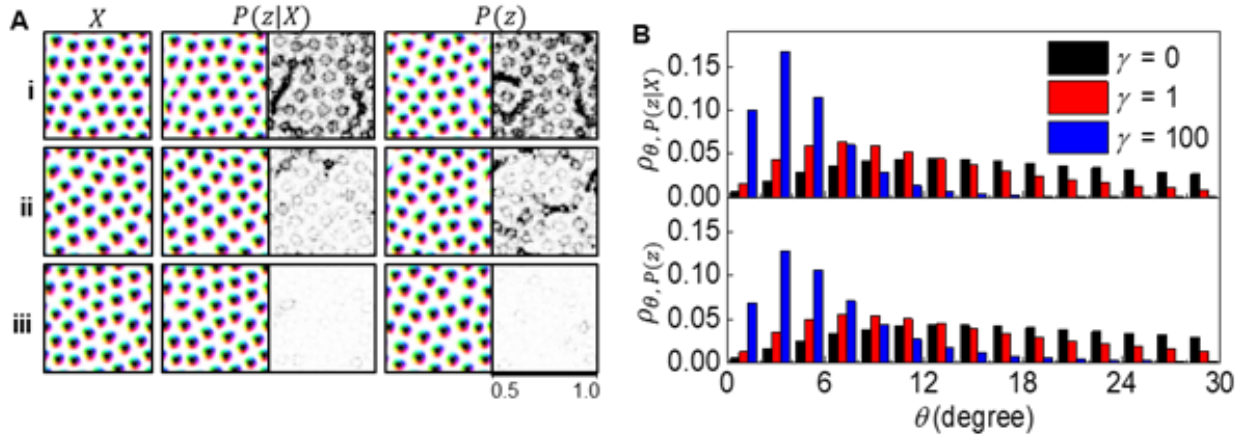 A
X
P(z|X)
P(z)
i
ii
iii
0.5 1.0
B
γ = 0
γ = 1
γ = 100
ρθ, P(z|X)
0.15
0.10
0.05
0.00
ρθ, P(z)
0.15
0.10
0.05
0.00
0 6 12 18 24 30
θ (degree)